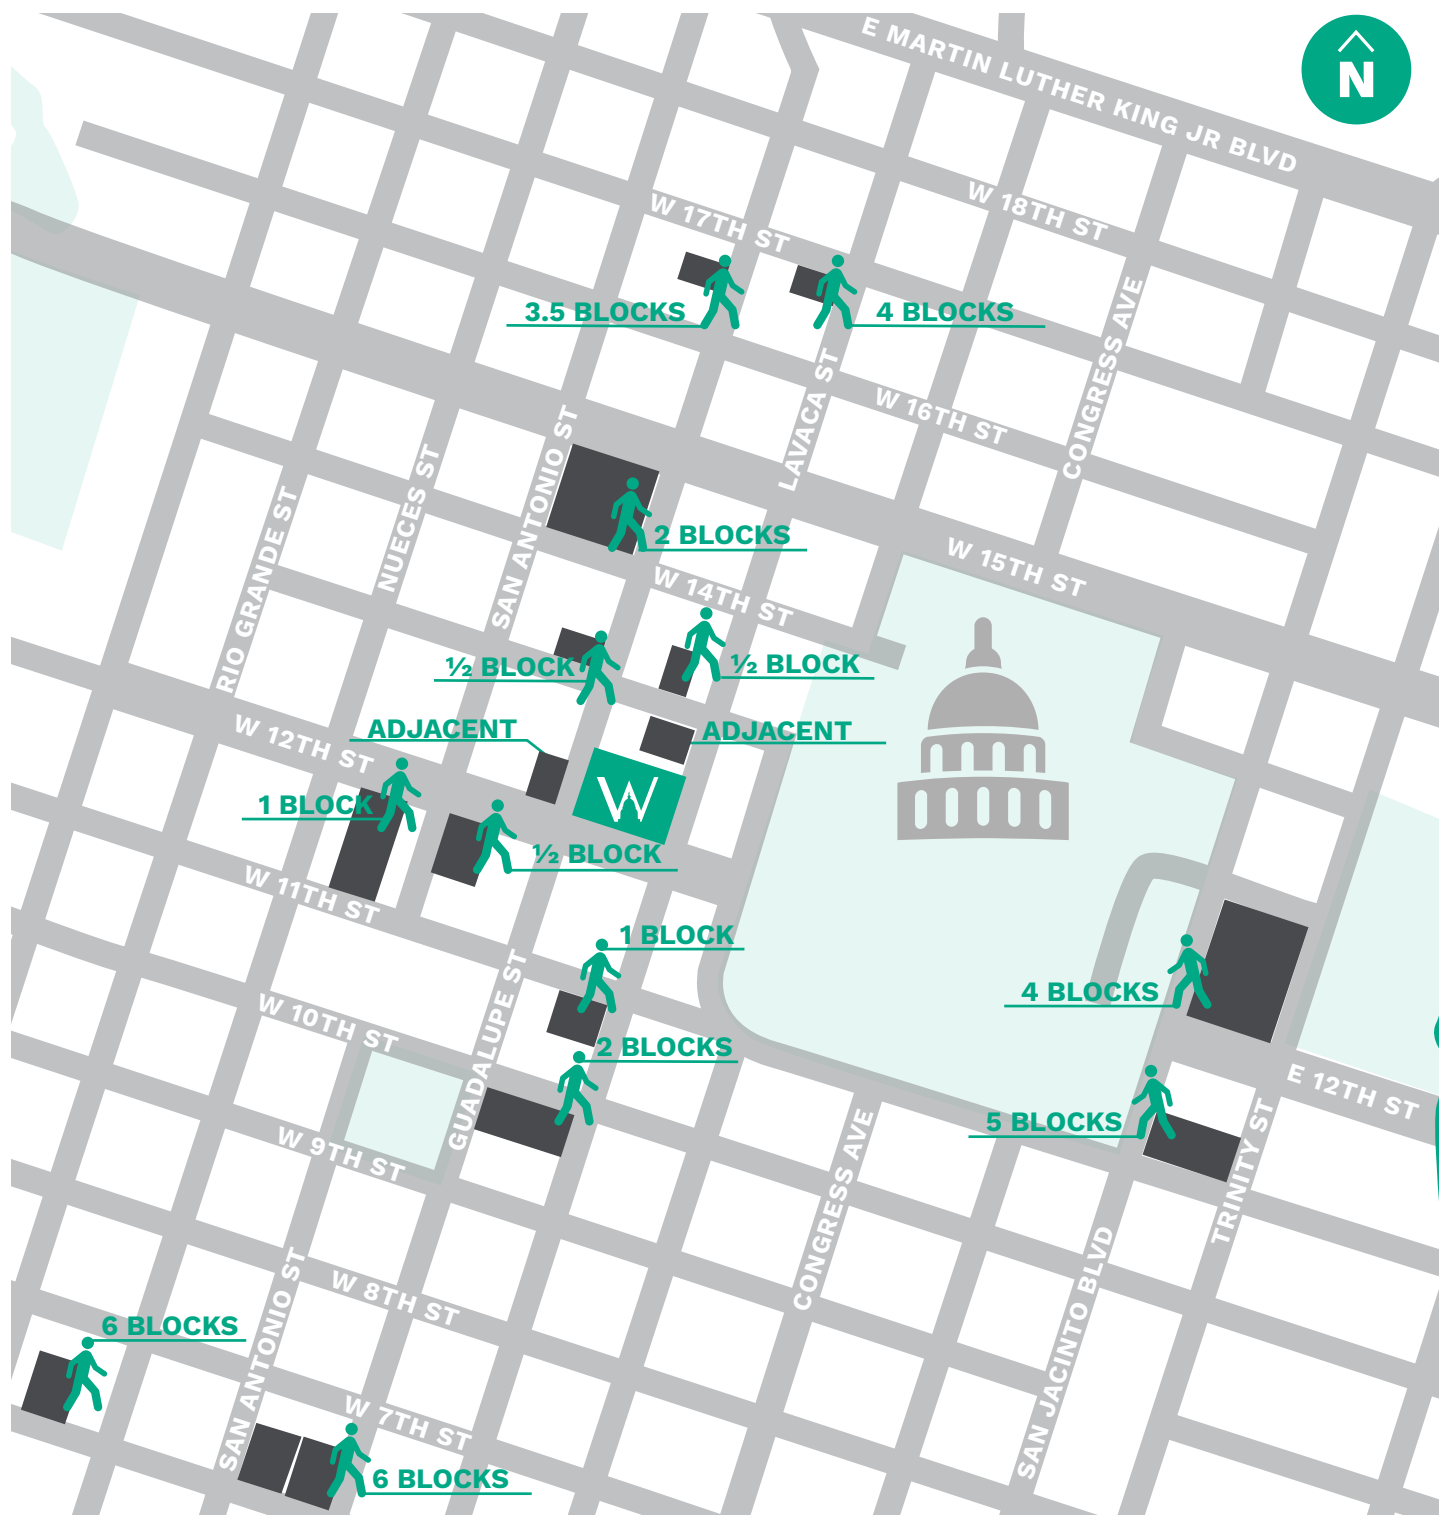 E MARTIN LUTHER KING JR BLVD
N
W 18TH ST
W 17TH ST
3.5 BLOCKS
4 BLOCKS
CONGRESS AVE
LAVACA ST
W 16TH ST
SAN ANTONIO ST
NUECES ST
RIO GRANDE ST
2 BLOCKS
W 15TH ST
W 14TH ST
½ BLOCK
½ BLOCK
ADJACENT
ADJACENT
W 12TH ST
W
1 BLOCK
½ BLOCK
W 11TH ST
1 BLOCK
GUADALUPE ST
4 BLOCKS
W 10TH ST
2 BLOCKS
E 12TH ST
5 BLOCKS
TRINITY ST
W 9TH ST
CONGRESS AVE
SAN JACINTO BLVD
SAN ANTONIO ST
W 8TH ST
6 BLOCKS
W 7TH ST
6 BLOCKS